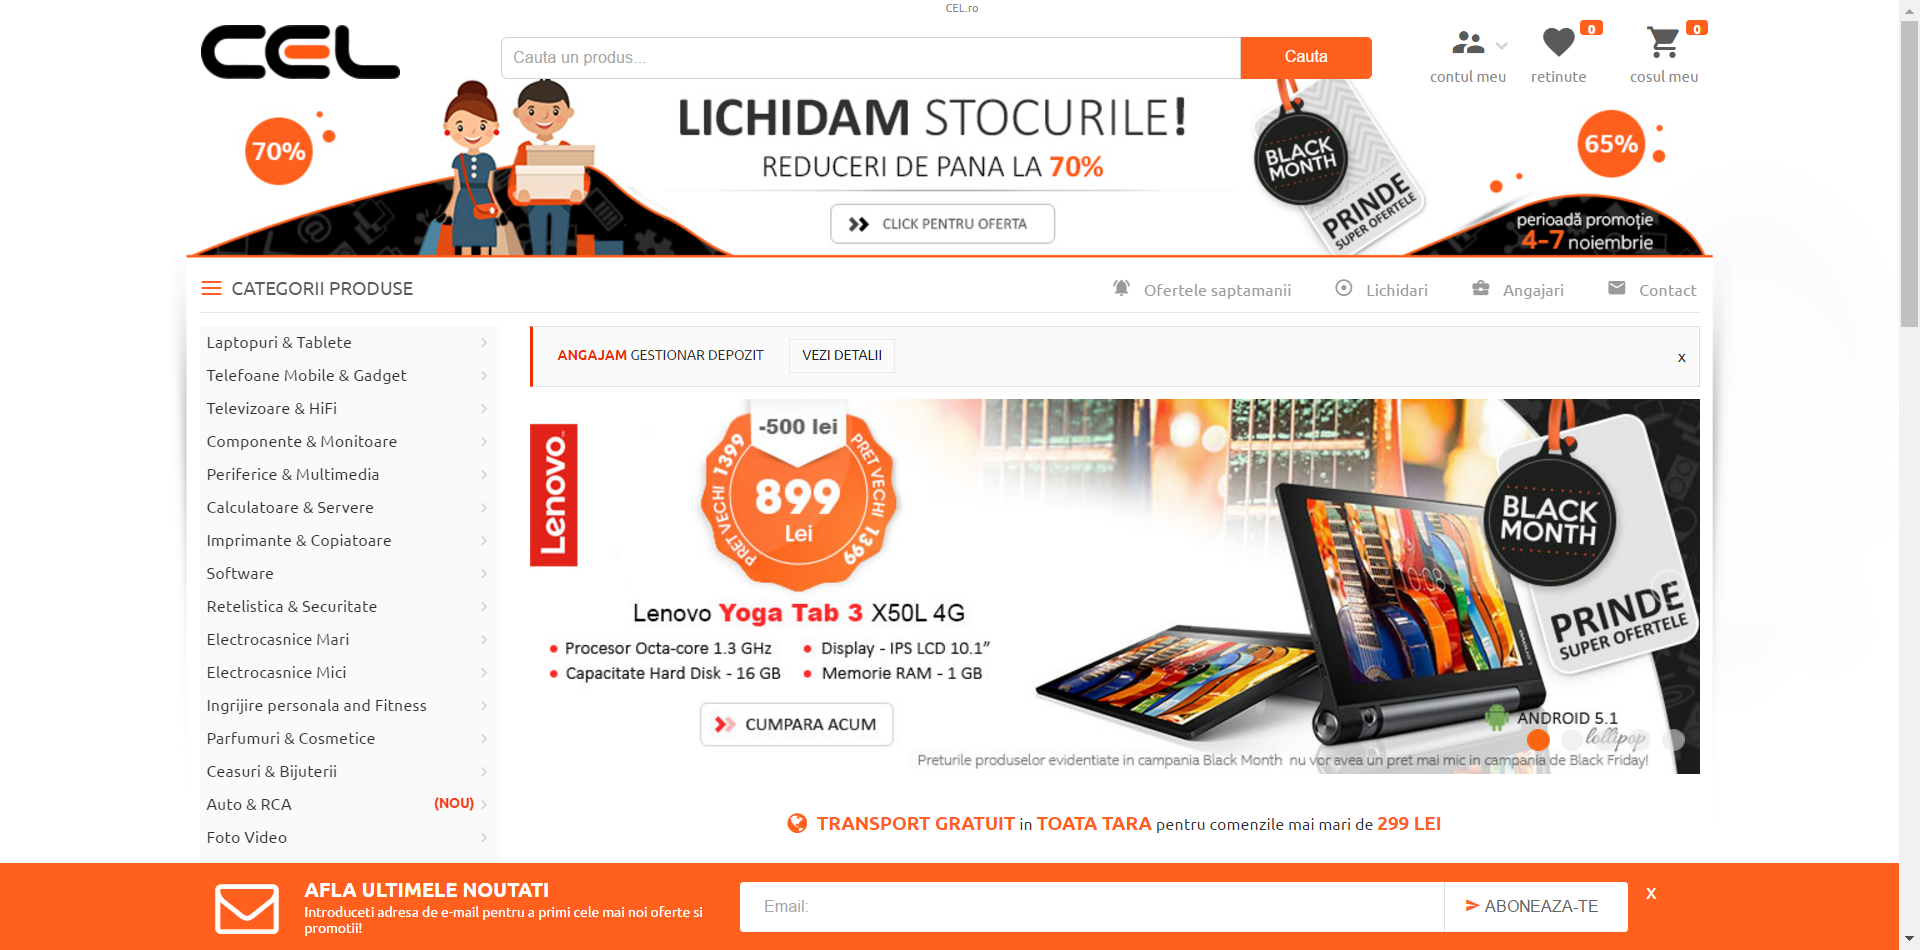 CEL.ro
CEL
Cauta un produs...
Cauta
0
0
contul meu
retinute
cosul meu
LICHIDAM STOCURILE!
REDUCERI DE PANA LA 70%
CLICK PENTRU OFERTA
70%
BLACK
MONTH
PRINDE
SUPER OFERTELE
65%
perioadă promoție
4-7 noiembrie
CATEGORII PRODUSE
Ofertele saptamanii
Lichidari
Angajari
Contact
Laptopuri & Tablete
Telefoane Mobile & Gadget
Televizoare & HiFi
Componente & Monitoare
Periferice & Multimedia
Calculatoare & Servere
Imprimante & Copiatoare
Software
Retelistica & Securitate
Electrocasnice Mari
Electrocasnice Mici
Ingrijire personala and Fitness
Parfumuri & Cosmetice
Ceasuri & Bijuterii
Auto & RCA (NOU)
Foto Video
ANGAJAM GESTIONAR DEPOZIT
VEZI DETALII
x
Lenovo
-500 lei
PRET VECHI 1399
899
Lei
PRET VECHI 1399
Lenovo Yoga Tab 3 X50L 4G
Procesor Octa-core 1.3 GHz
Display - IPS LCD 10.1”
Capacitate Hard Disk - 16 GB
Memorie RAM - 1 GB
CUMPARA ACUM
10:08
BLACK
MONTH
PRINDE
SUPER OFERTELE
ANDROID 5.1
lollipop
Preturile produselor evidentiate in campania Black Month nu vor avea un pret mai mic in campania de Black Friday!
TRANSPORT GRATUIT in TOATA TARA pentru comenzile mai mari de 299 LEI
AFLA ULTIMELE NOUTATI
Introduceti adresa de e-mail pentru a primi cele mai noi oferte si
promotii!
Email:
ABONEAZA-TE
X